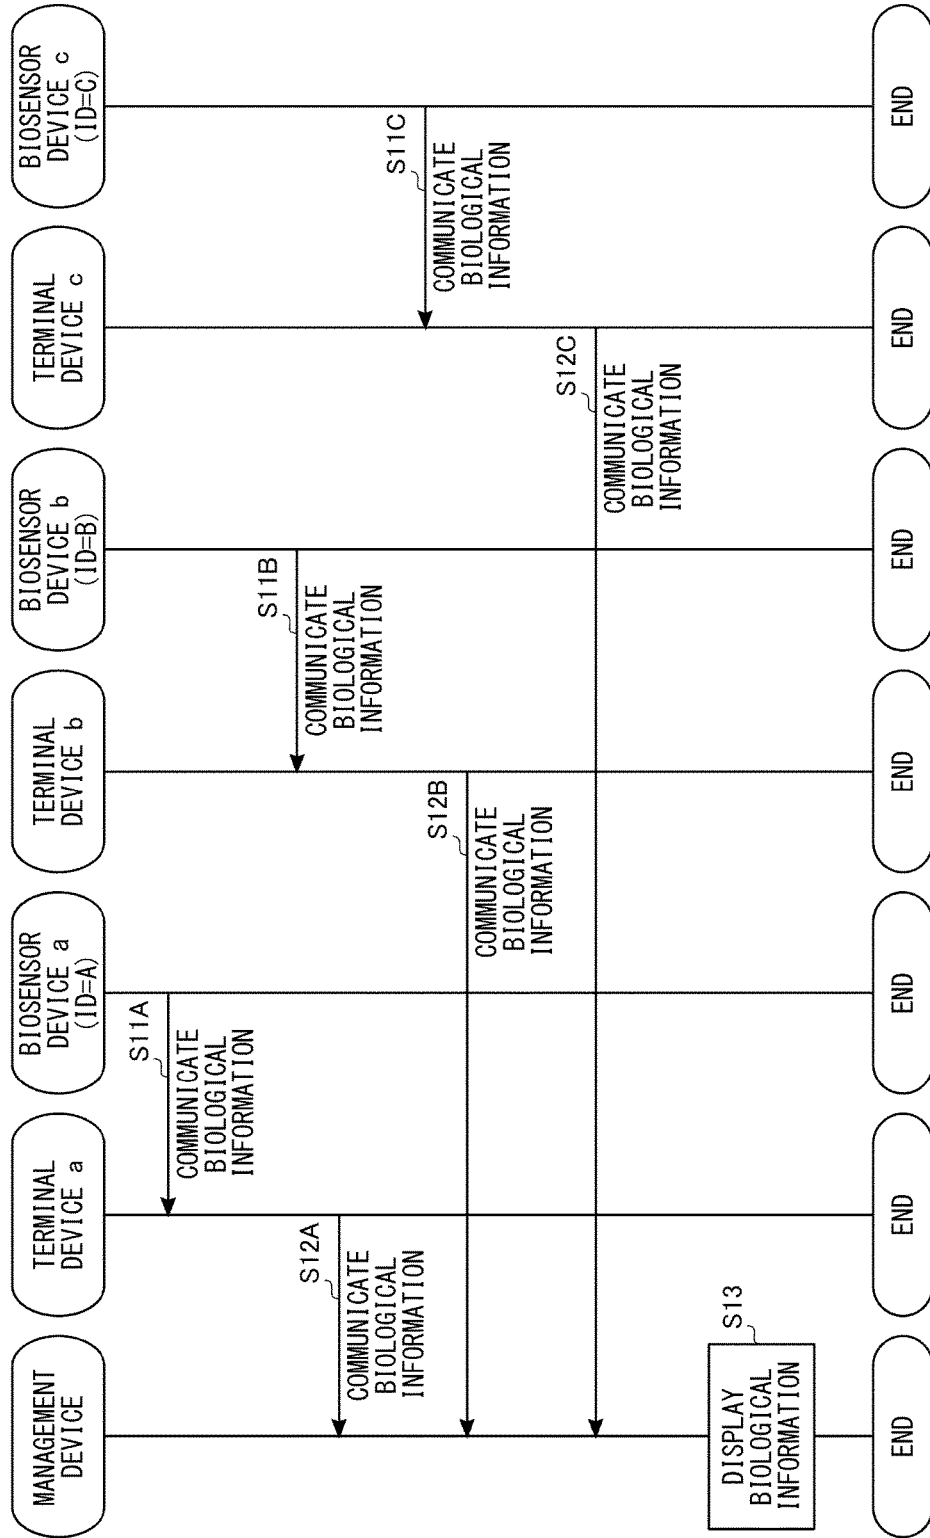 MANAGEMENT
DEVICE
TERMINAL
DEVICE a
BIOSENSOR
DEVICE a
(ID=A)
TERMINAL
DEVICE b
BIOSENSOR
DEVICE b
(ID=B)
TERMINAL
DEVICE c
BIOSENSOR
DEVICE c
(ID=C)
S11A
COMMUNICATE
BIOLOGICAL
INFORMATION
S11B
COMMUNICATE
BIOLOGICAL
INFORMATION
S12A
COMMUNICATE
BIOLOGICAL
INFORMATION
S11C
COMMUNICATE
BIOLOGICAL
INFORMATION
S12B
COMMUNICATE
BIOLOGICAL
INFORMATION
S12C
COMMUNICATE
BIOLOGICAL
INFORMATION
S13
DISPLAY
BIOLOGICAL
INFORMATION
END
END
END
END
END
END
END